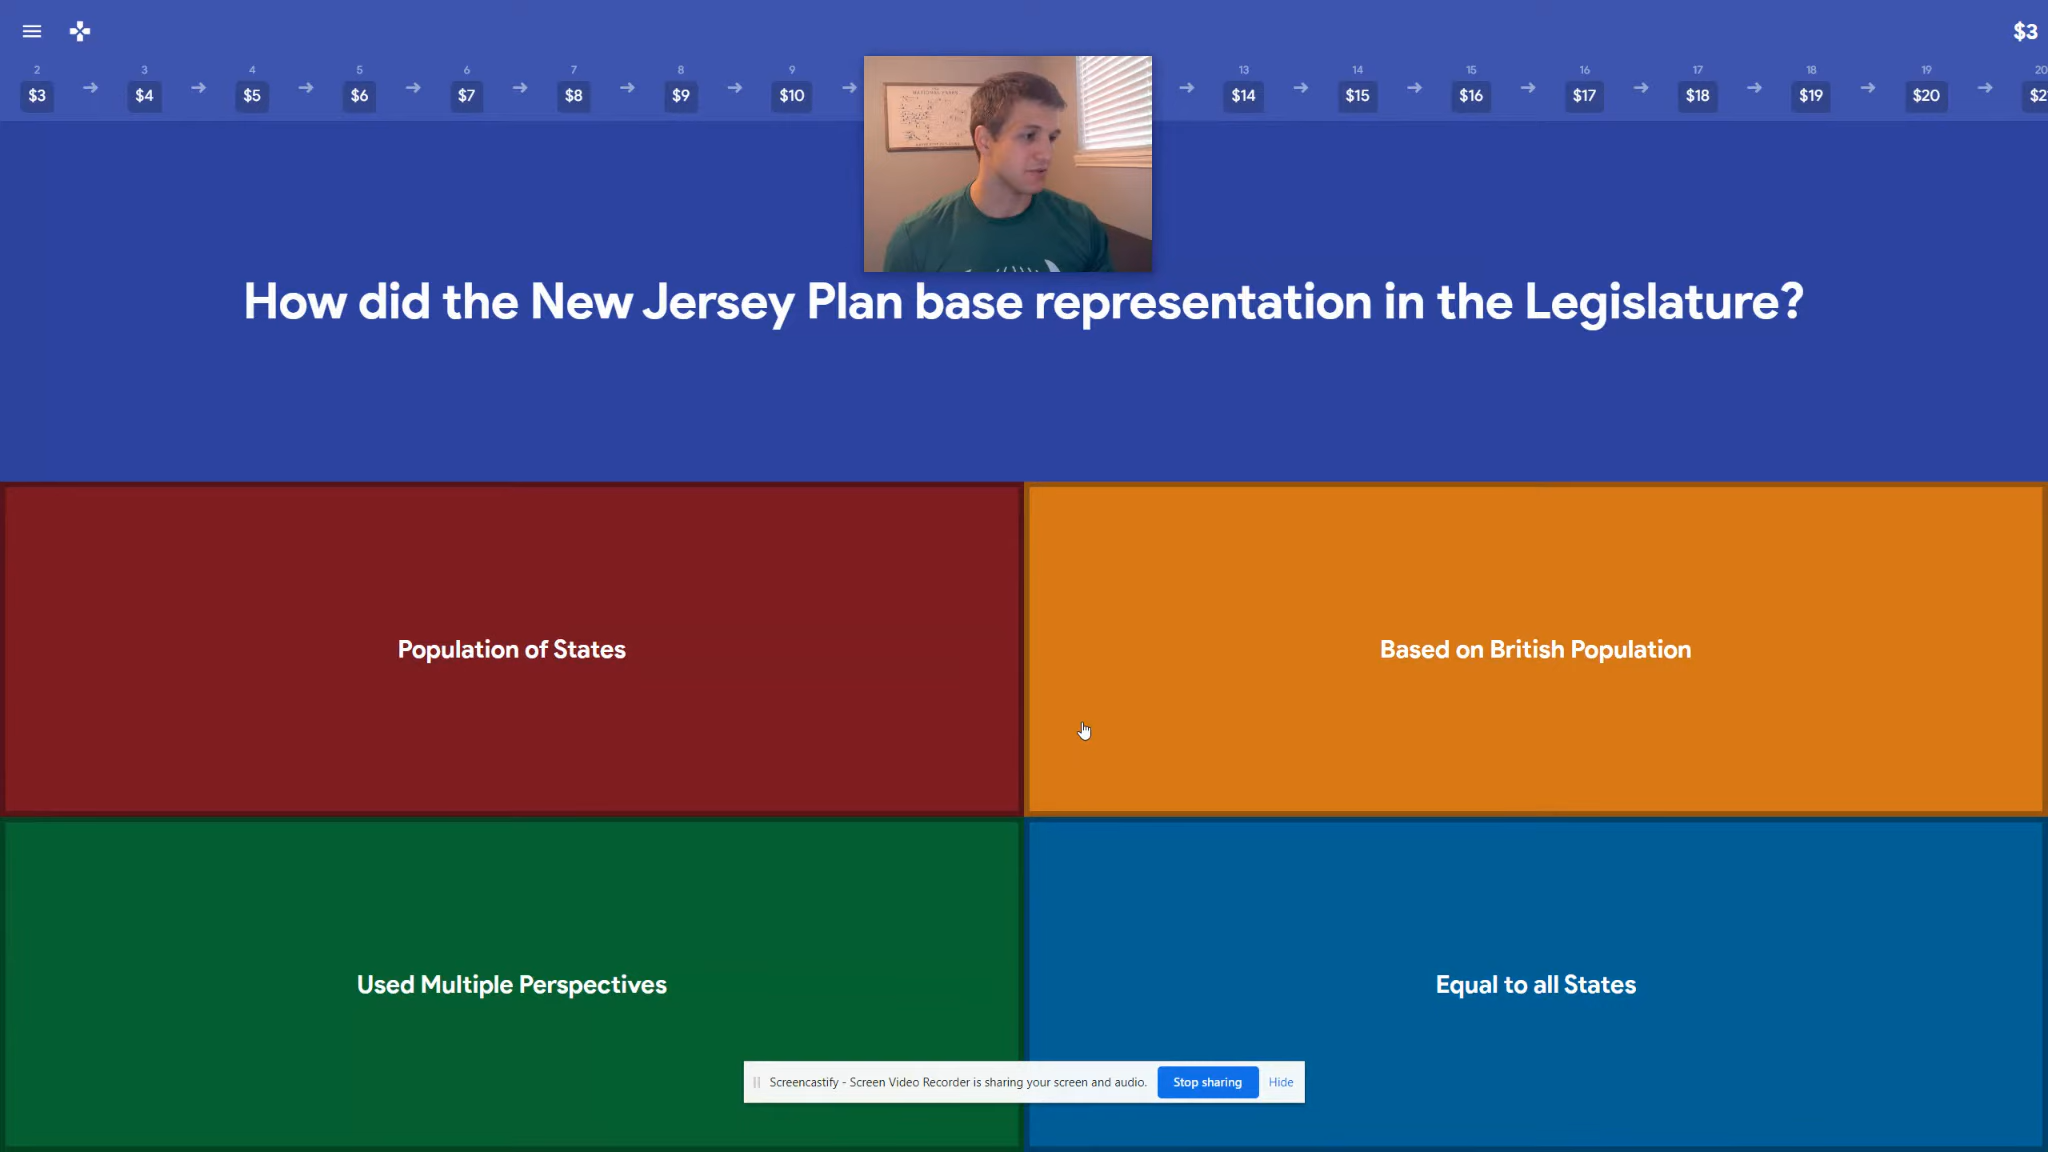 $3
2 3 4 5 6 7 8 9 13 14 15 16 17 18 19 20
$3 $4 $5 $6 $7 $8 $9 $10 $14 $15 $16 $17 $18 $19 $20
How did the New Jersey Plan base representation in the Legislature?
Population of States
Based on British Population
Used Multiple Perspectives
Equal to all States
Screencastify - Screen Video Recorder is sharing your screen and audio. Stop sharing Hide